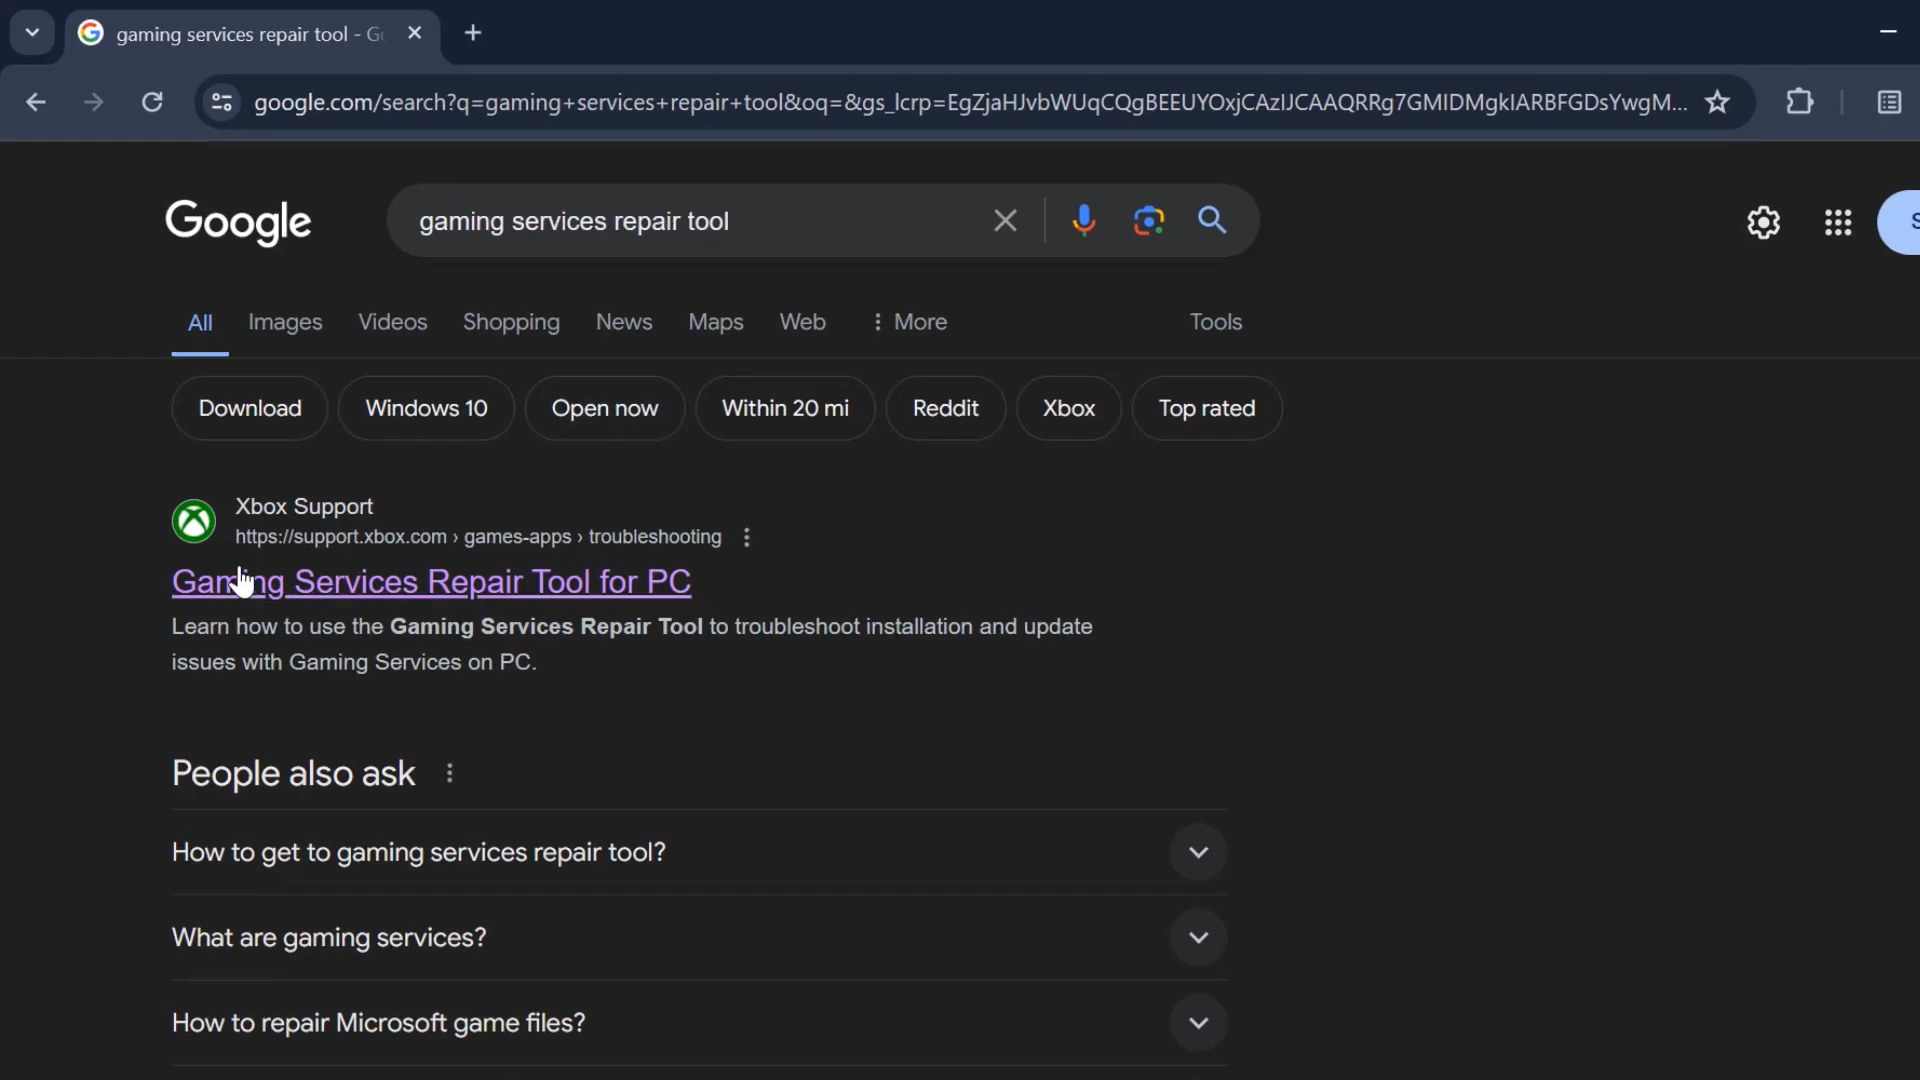 gaming services repair tool - Go
google.com/search?q=gaming+services+repair+tool&oq=&gs_lcrp=EgZjaHJvbWUqCQgBEEUYOxjCAzIJCAAQRRg7GMIDMgkIARBFGDsYwgM...
Google
gaming services repair tool
S
All Images Videos Shopping News Maps Web More Tools
Download Windows 10 Open now Within 20 mi Reddit Xbox Top rated
Xbox Support
https://support.xbox.com › games-apps › troubleshooting
Gaming Services Repair Tool for PC
Learn how to use the Gaming Services Repair Tool to troubleshoot installation and update
issues with Gaming Services on PC.
People also ask
How to get to gaming services repair tool?
What are gaming services?
How to repair Microsoft game files?